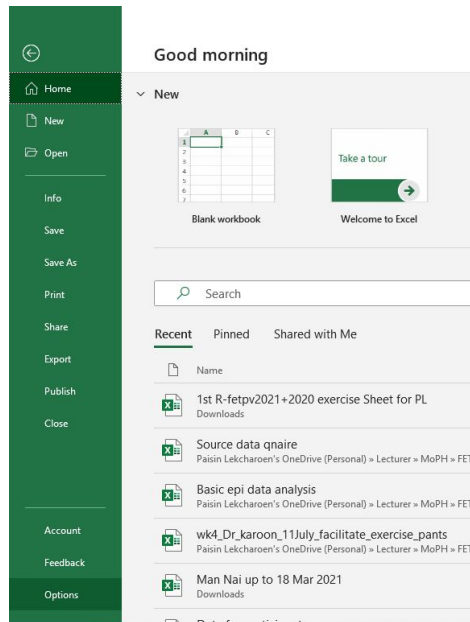 Good morning
Home
New
Open
Info
Save
Save As
Print
Share
Export
Publish
Close
Account
Feedback
Options
New
A B C
1
2
3
4
5
6
7
Take a tour
Blank workbook
Welcome to Excel
Search
Recent Pinned Shared with Me
Name
1st R-fetpv2021+2020 exercise Sheet for PL
Downloads
Source data qnaire
Paisin Lekcharoen's OneDrive (Personal) » Lecturer » MoPH » FET
Basic epi data analysis
Paisin Lekcharoen's OneDrive (Personal) » Lecturer » MoPH » FET
wk4_Dr_karoon_11July_facilitate_exercise_pants
Paisin Lekcharoen's OneDrive (Personal) » Lecturer » MoPH » FET
Man Nai up to 18 Mar 2021
Downloads